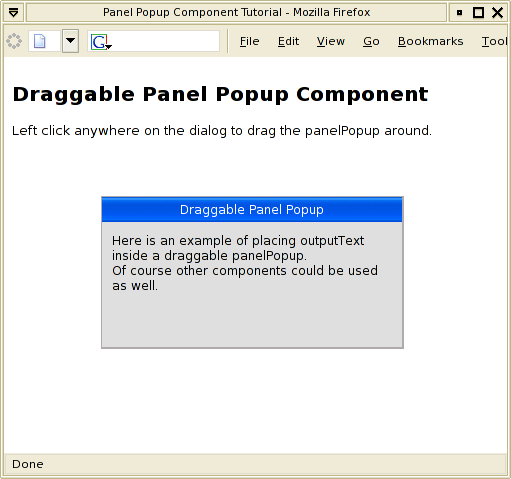 Panel Popup Component Tutorial - Mozilla Firefox
G File Edit View Go Bookmarks Tool
Draggable Panel Popup Component
Left click anywhere on the dialog to drag the panelPopup around.
Draggable Panel Popup
Here is an example of placing outputText
inside a draggable panelPopup.
Of course other components could be used
as well.
Done